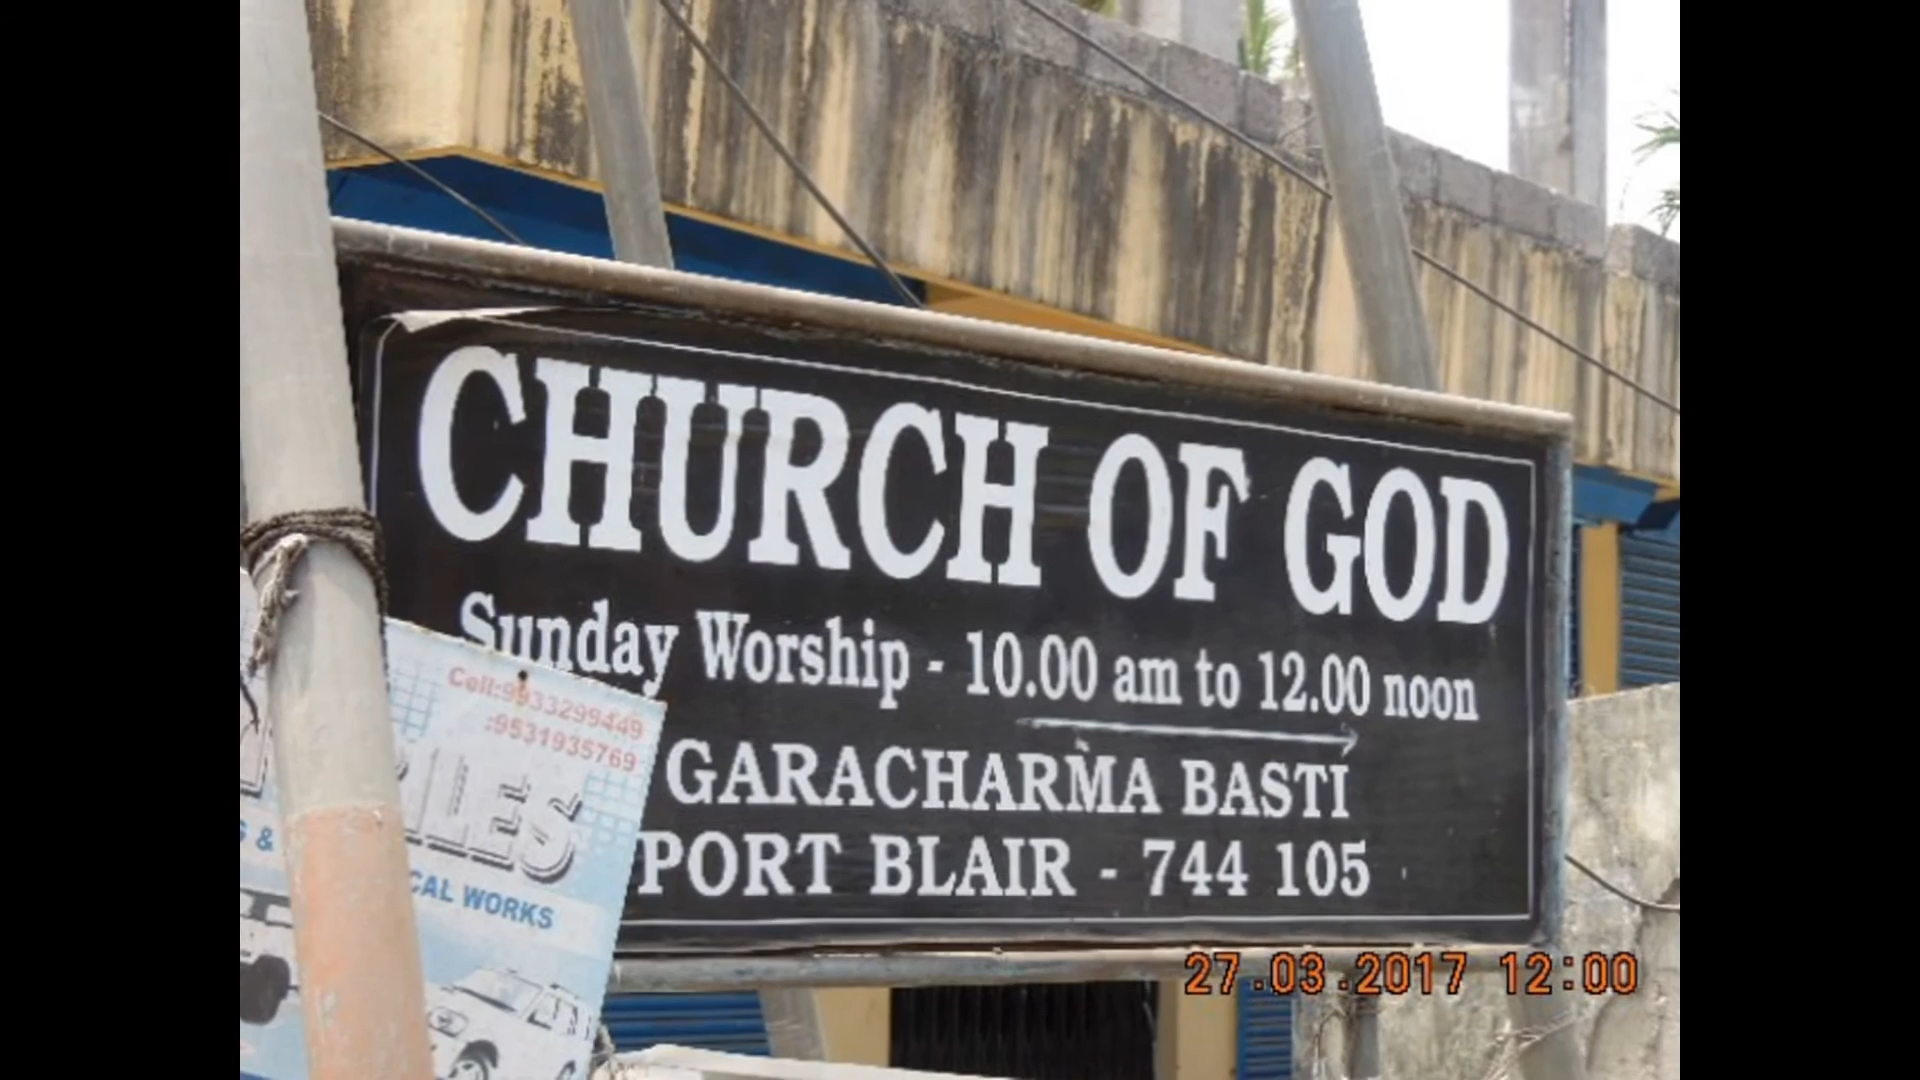 CHURCH OF GOD
Sunday Worship - 10.00 am to 12.00 noon
GARACHARMA BASTI
PORT BLAIR - 744 105
Cell:9933299449
:9531935769
&
CAL WORKS
27.03.2017 12:00